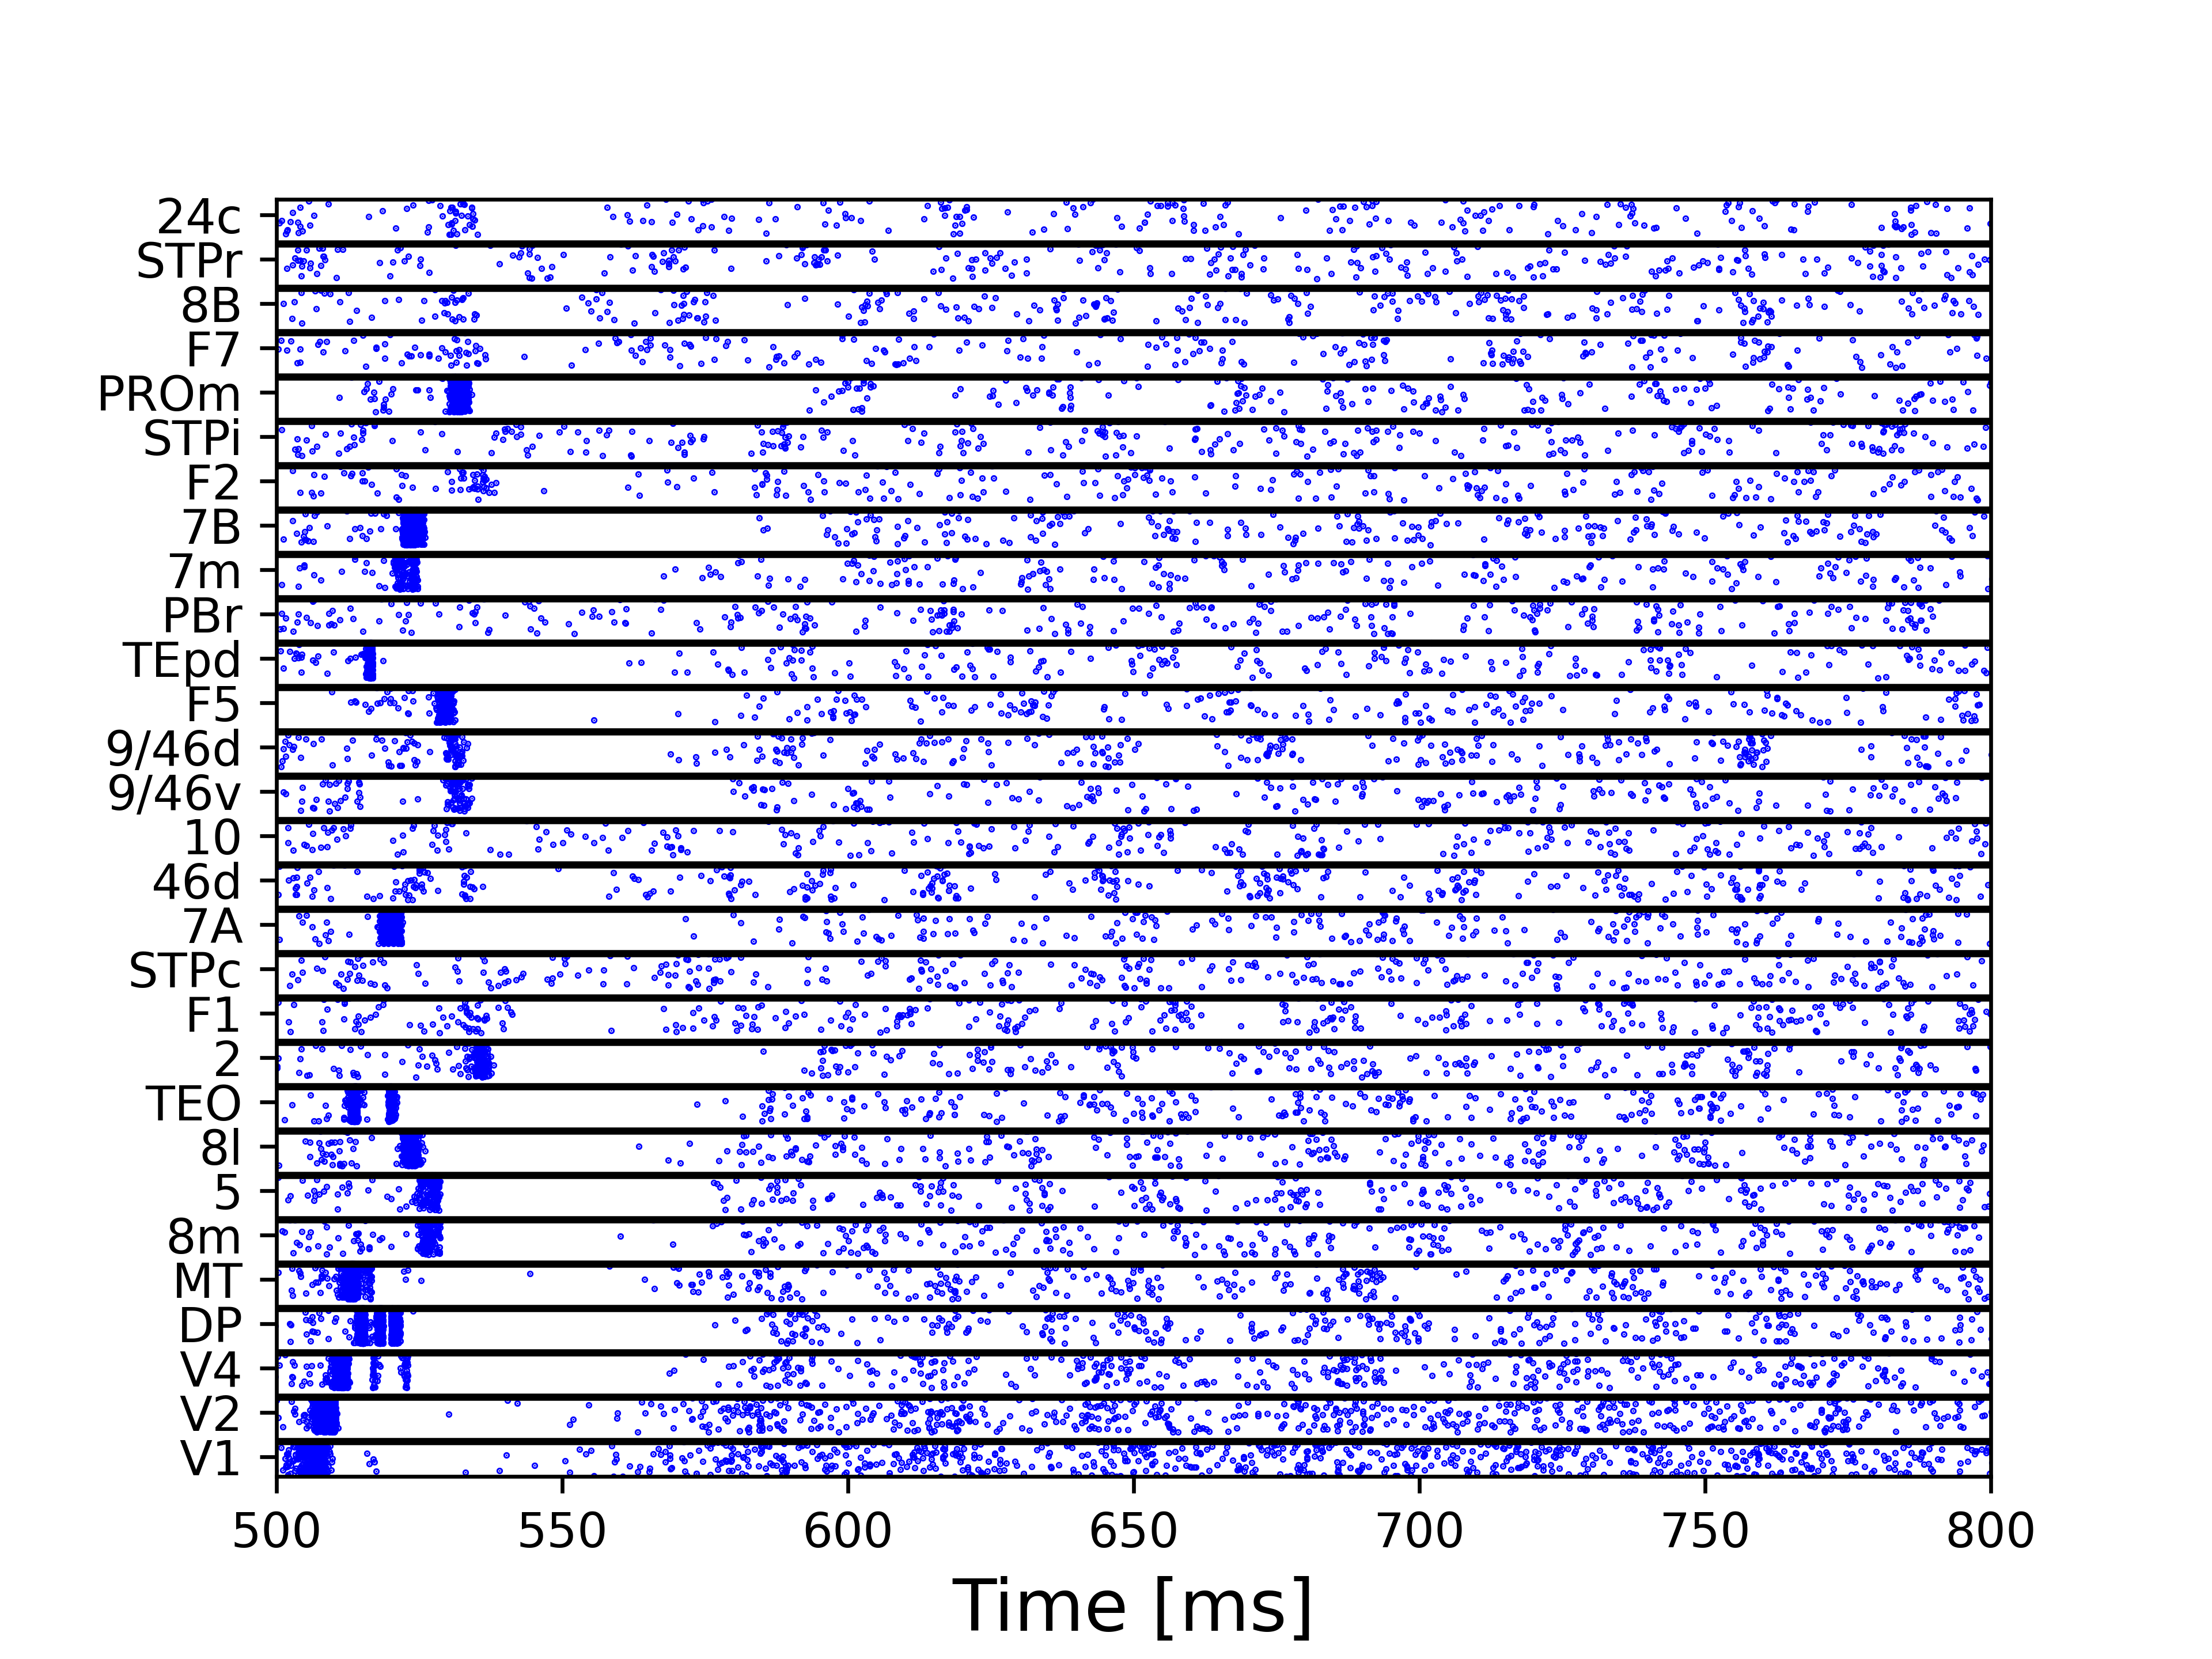 24c
STPr
8B
F7
PROm
STPi
F2
7B
7m
PBr
TEpd
F5
9/46d
9/46v
10
46d
7A
STPc
F1
2
TEO
8l
5
8m
MT
DP
V4
V2
V1
500 550 600 650 700 750 800
Time [ms]